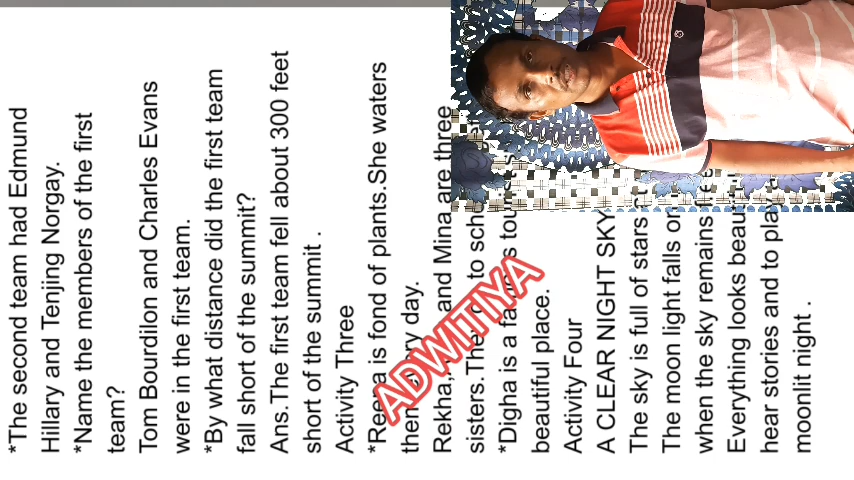 *The second team had Edmund
Hillary and Tenjing Norgay.
*Name the members of the first
team?
Tom Bourdilon and Charles Evans
were in the first team.
*By what distance did the first team
fall short of the summit?
Ans.The first team fell about 300 feet
short of the summit .
Activity Three
is fond of plants.She waters
day.
Rekha, and Mina are three
sisters. to
*Digha is a
beautiful place.
Activity Four
A CLEAR NIGHT SKY
The sky is full of stars
The moon light falls
when the sky remains
Everything looks
hear stories and to play
moonlit night .
ADWITIYA